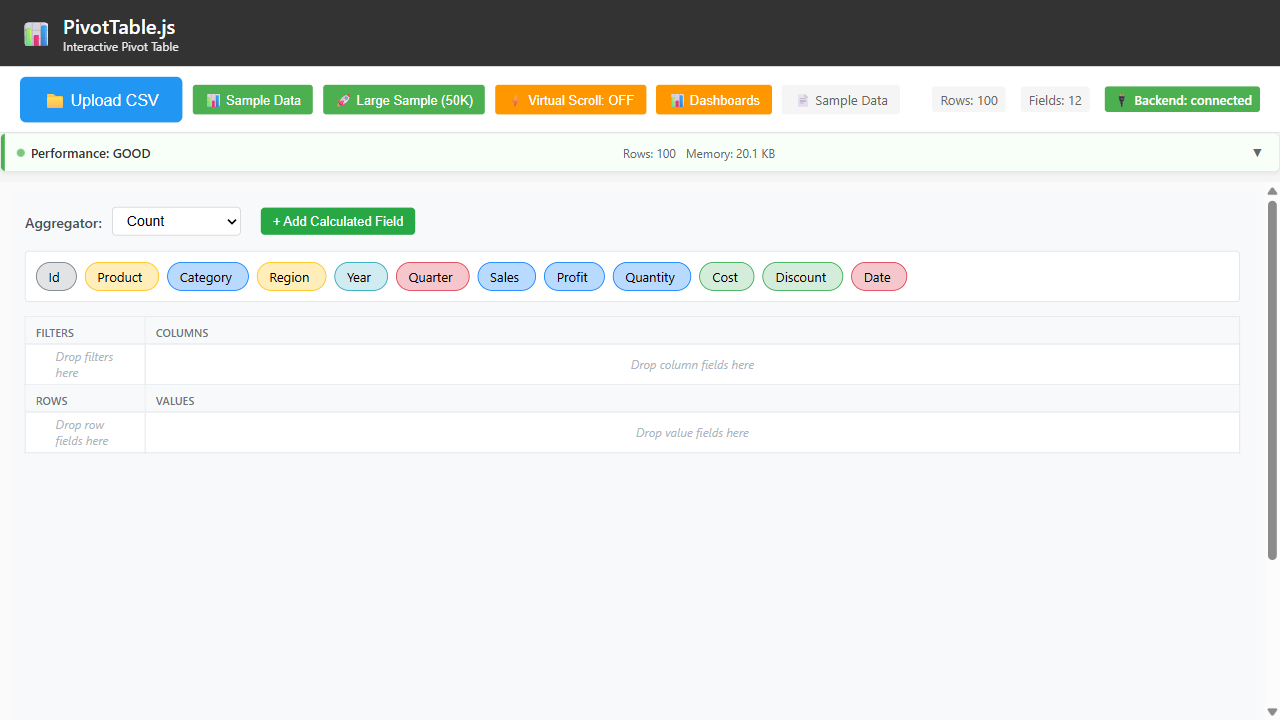 PivotTable.js
Interactive Pivot Table
Upload CSV
Sample Data
Large Sample (50K)
Virtual Scroll: OFF
Dashboards
Sample Data
Rows: 100
Fields: 12
Backend: connected
Performance: GOOD
Rows: 100
Memory: 20.1 KB
▼
Aggregator:
Count
+ Add Calculated Field
Id
Product
Category
Region
Year
Quarter
Sales
Profit
Quantity
Cost
Discount
Date
FILTERS
COLUMNS
Drop filters
here
Drop column fields here
ROWS
VALUES
Drop row
fields here
Drop value fields here